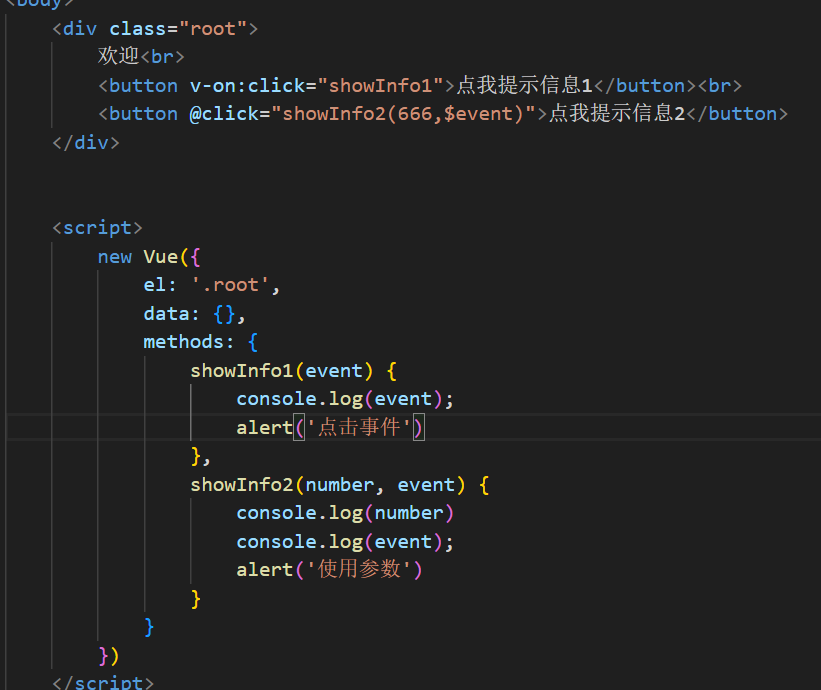 <body>
<div class="root">
欢迎<br>
<button v-on:click="showInfo1">点我提示信息1</button><br>
<button @click="showInfo2(666,$event)">点我提示信息2</button>
</div>
<script>
new Vue({
el: '.root',
data: {},
methods: {
showInfo1(event) {
console.log(event);
alert('点击事件')
},
showInfo2(number, event) {
console.log(number)
console.log(event);
alert('使用参数')
}
}
})
</script>